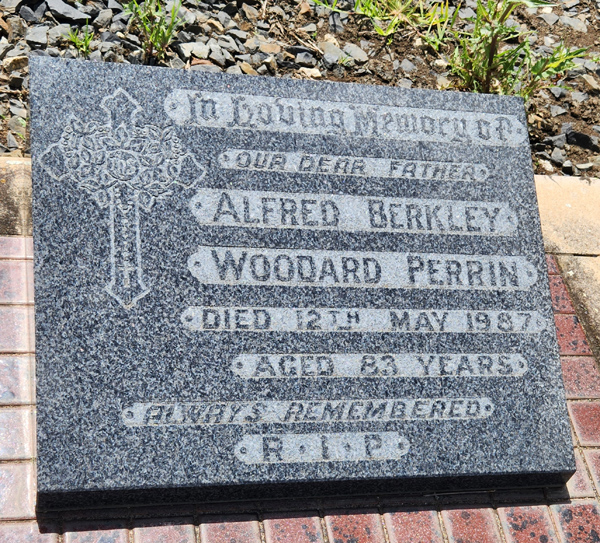 In Loving Memory of
OUR DEAR FATHER
ALFRED BERKLEY
WOODARD PERRIN
DIED 12TH MAY 1987
AGED 83 YEARS
ALWAYS REMEMBERED
R · I · P